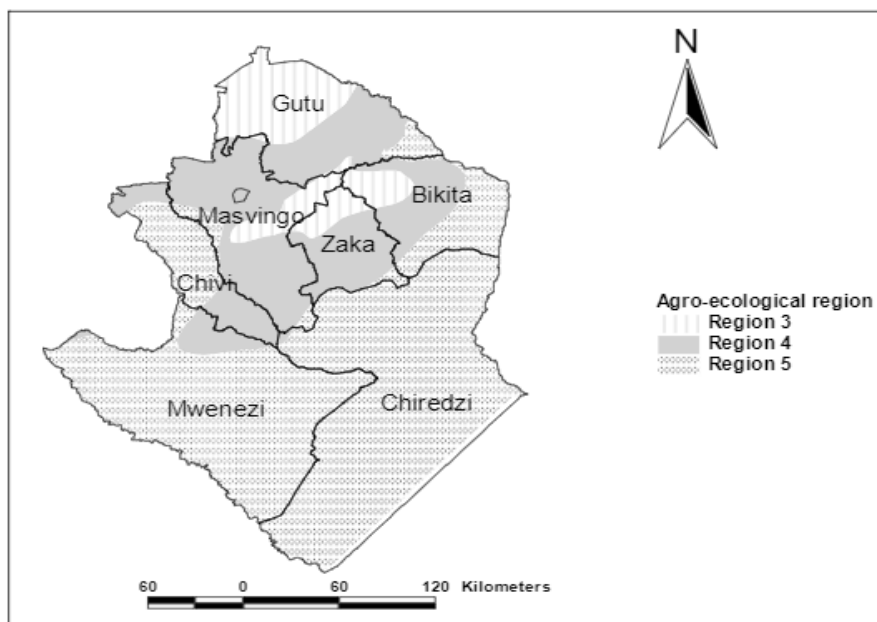 N
Gutu
Bikita
Masvingo
Zaka
Chivi
Agro-ecological region
Region 3
Region 4
Region 5
Mwenezi
Chiredzi
60 0 60 120 Kilometers